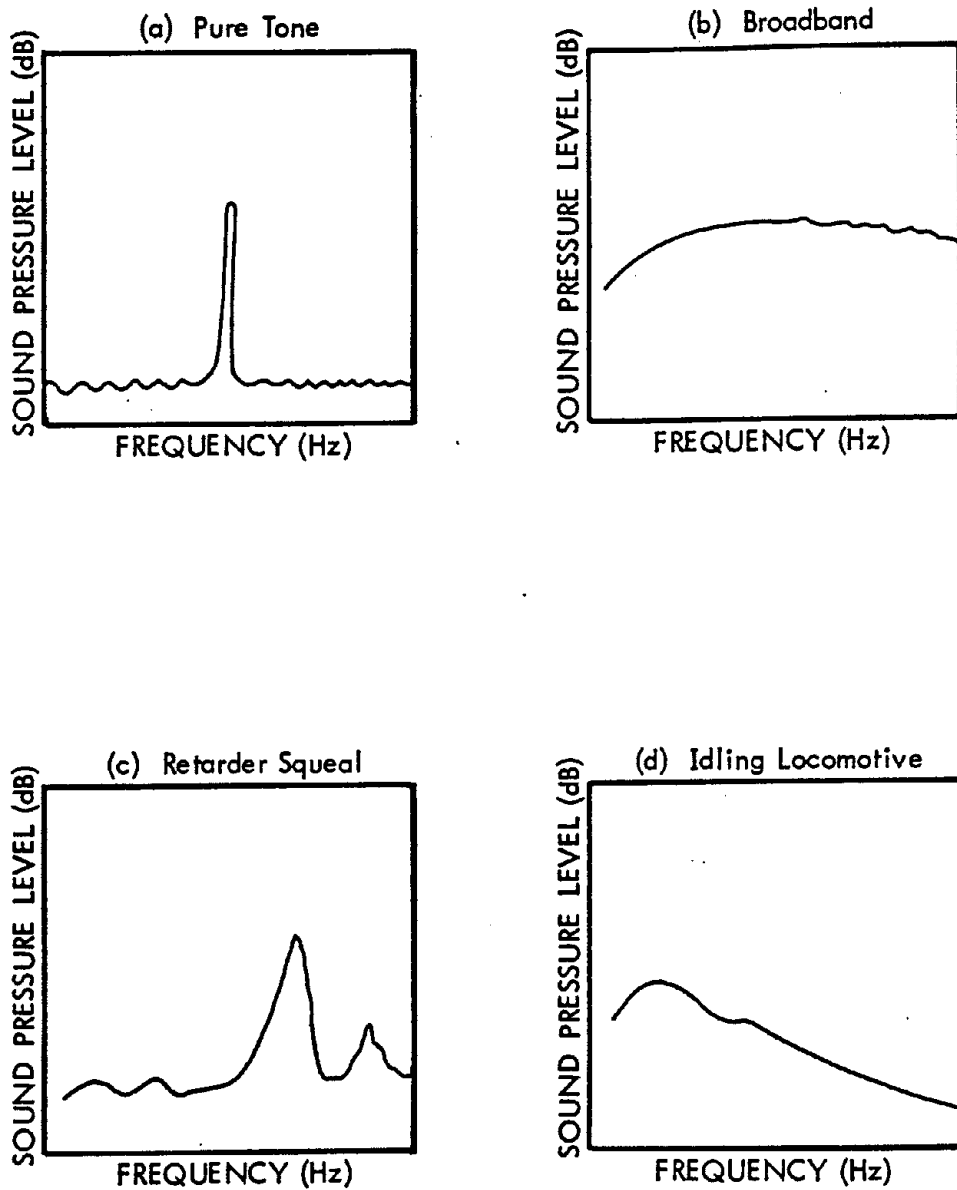 (a) Pure Tone
SOUND PRESSURE LEVEL (dB)
FREQUENCY (Hz)
(b) Broadband
SOUND PRESSURE LEVEL (dB)
FREQUENCY (Hz)
(c) Retarder Squeal
SOUND PRESSURE LEVEL (dB)
FREQUENCY (Hz)
(d) Idling Locomotive
SOUND PRESSURE LEVEL (dB)
FREQUENCY (Hz)